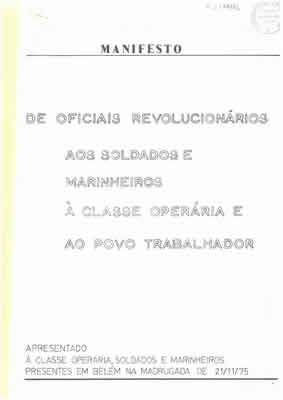 MANIFESTO
DE OFICIAIS REVOLUCIONÁRIOS
AOS SOLDADOS E
MARINHEIROS
À CLASSE OPERÁRIA E
AO POVO TRABALHADOR
APRESENTADO
À CLASSE OPERÁRIA, SOLDADOS E MARINHEIROS
PRESENTES EM BELÉM NA MADRUGADA DE 21/11/75